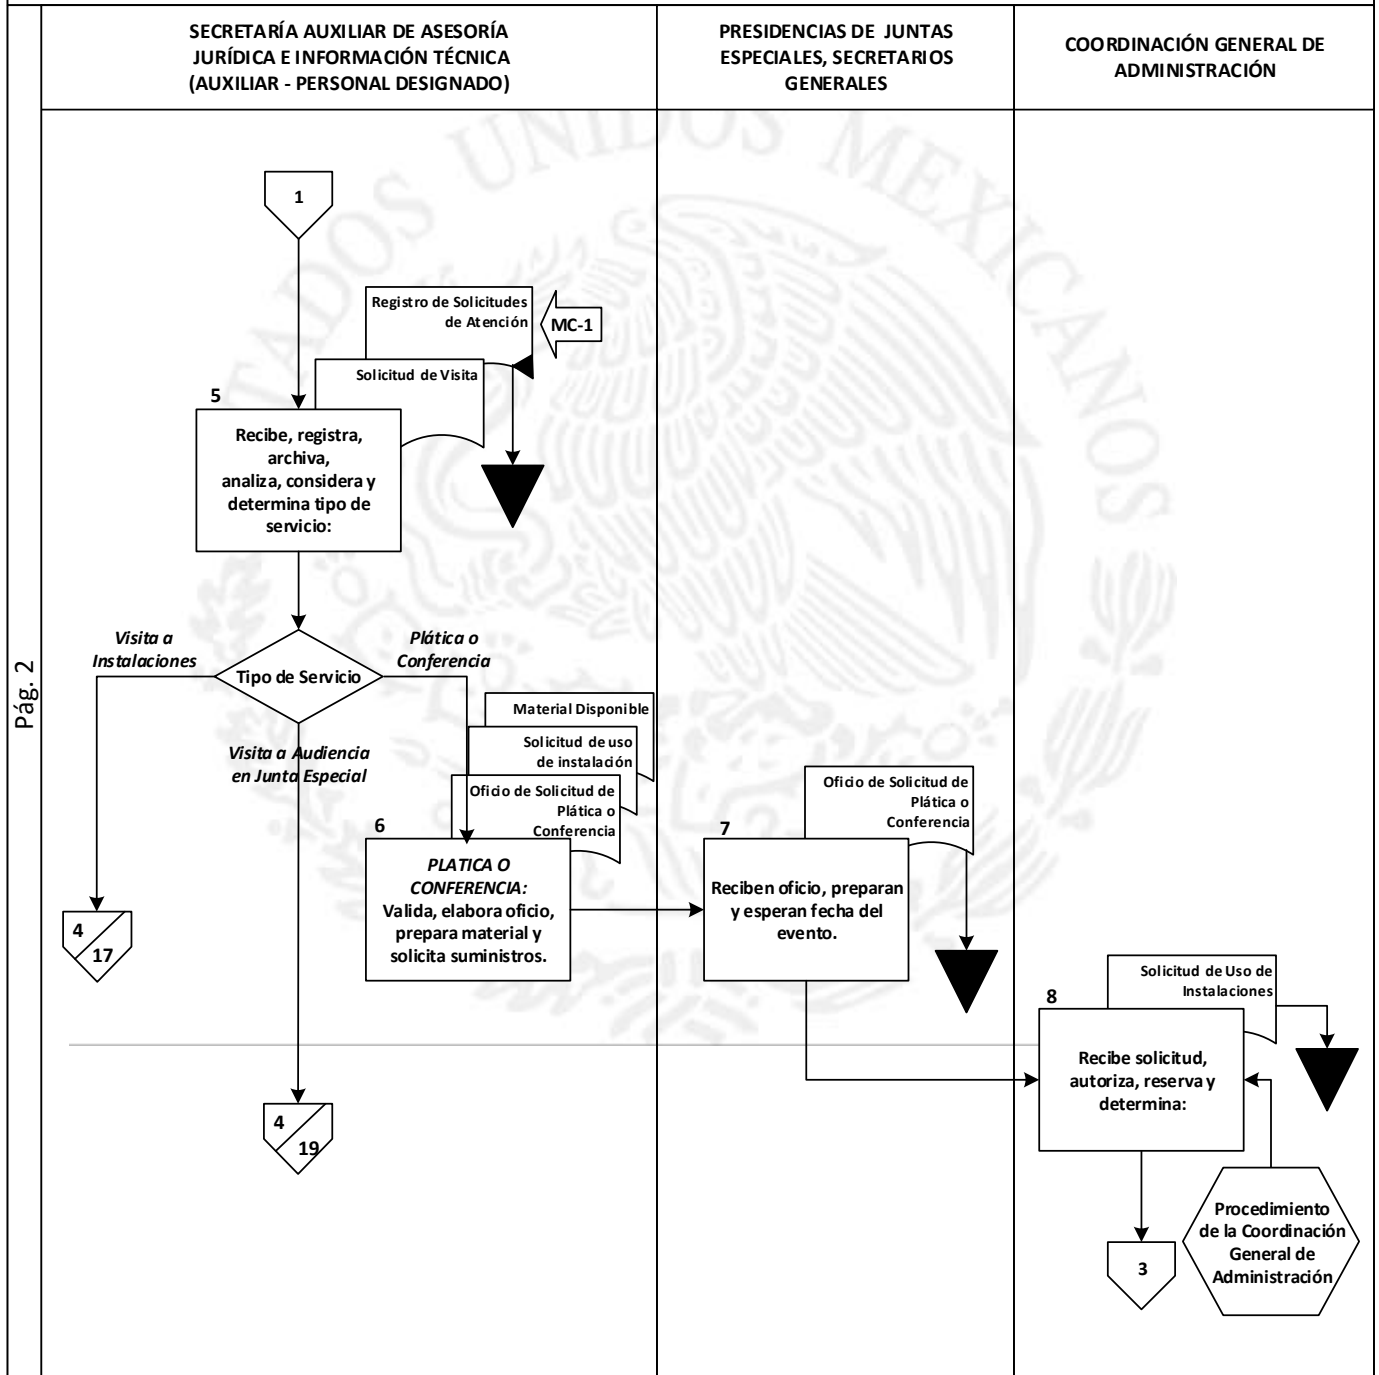 SECRETARÍA AUXILIAR DE ASESORÍA
JURÍDICA E INFORMACIÓN TÉCNICA
(AUXILIAR - PERSONAL DESIGNADO)
PRESIDENCIAS DE JUNTAS
ESPECIALES, SECRETARIOS
GENERALES
COORDINACIÓN GENERAL DE
ADMINISTRACIÓN
ESTADOS UNIDOS MEXICANOS
Pág. 2
1
Registro de Solicitudes
de Atención
MC-1
Solicitud de Visita
5
Recibe, registra,
archiva,
analiza, considera y
determina tipo de
servicio:
Visita a
Instalaciones
Tipo de Servicio
Plática o
Conferencia
Visita a Audiencia
en Junta Especial
Material Disponible
Solicitud de uso
de instalación
Oficio de Solicitud de
Plática o
Conferencia
6
PLATICA O
CONFERENCIA:
Valida, elabora oficio,
prepara material y
solicita suministros.
Oficio de Solicitud de
Plática o
Conferencia
7
Reciben oficio, preparan
y esperan fecha del
evento.
4
17
4
19
Solicitud de Uso de
Instalaciones
8
Recibe solicitud,
autoriza, reserva y
determina:
Procedimiento
de la Coordinación
General de
Administración
3